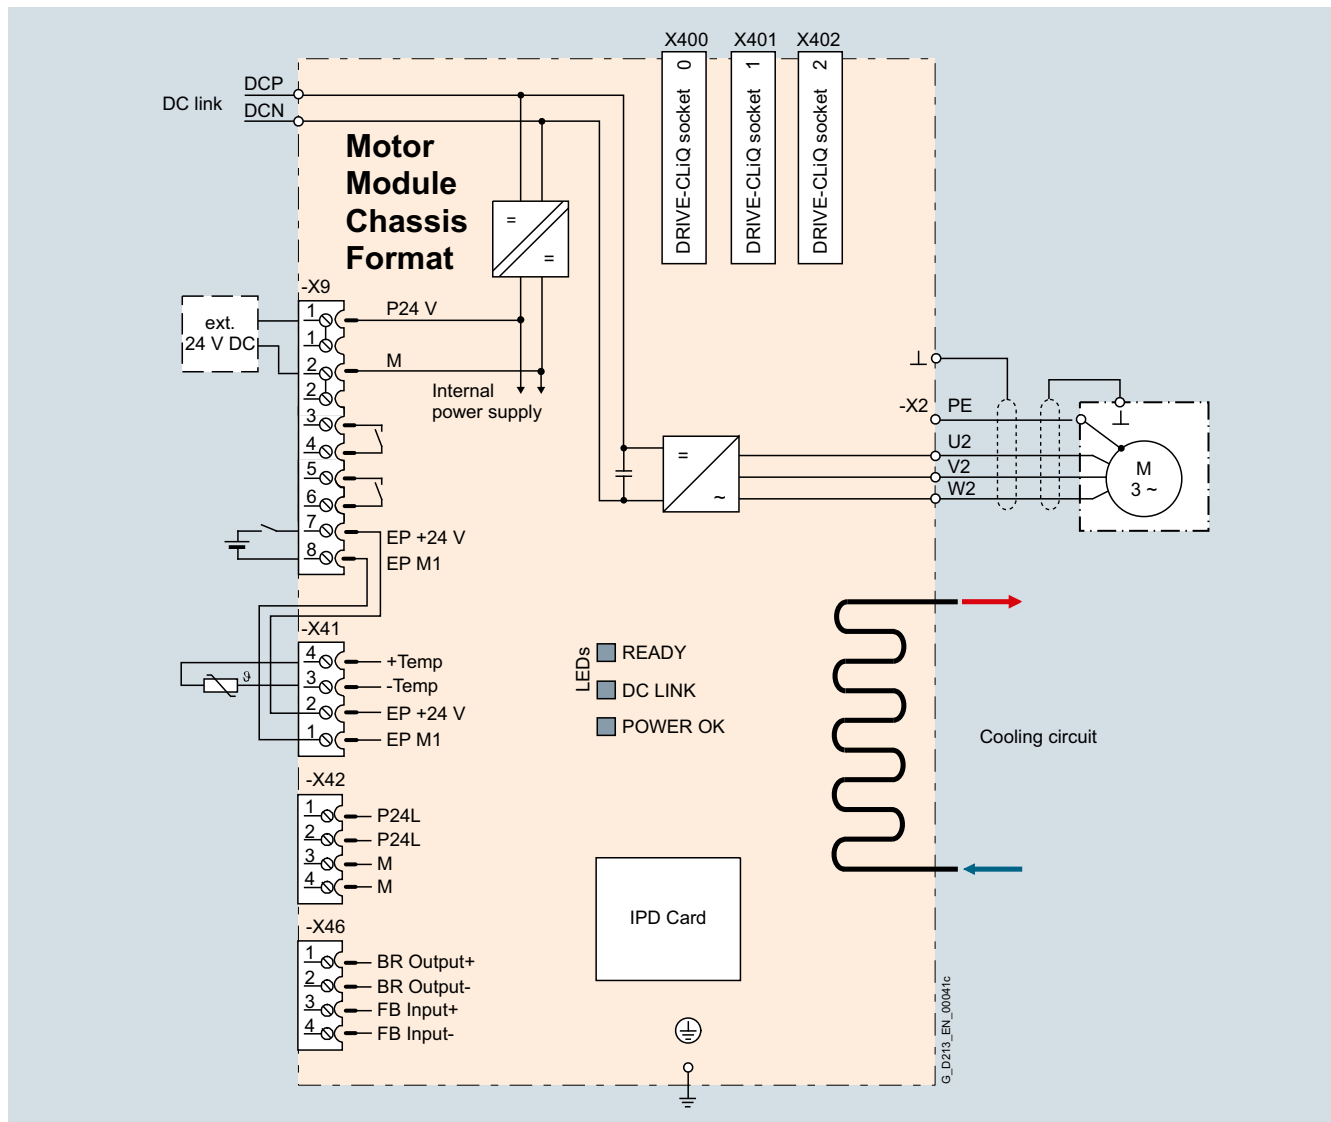 X400 X401 X402
DRIVE-CLiQ socket 0
DRIVE-CLiQ socket 1
DRIVE-CLiQ socket 2
DC link
DCP
DCN
Motor
Module
Chassis
Format
=
=
-X9
ext.
24 V DC
1
1
2
2
3
4
5
6
7
8
P24 V
M
Internal
power supply
EP +24 V
EP M1
=
~
-X2
PE
U2
V2
W2
M
3 ~
-X41
4 +Temp
3 -Temp
2 EP +24 V
1 EP M1
ϑ
LEDs
READY
DC LINK
POWER OK
Cooling circuit
-X42
1 P24L
2 P24L
3 M
4 M
IPD Card
-X46
1 BR Output+
2 BR Output-
3 FB Input+
4 FB Input-
G_D213_EN_00041c